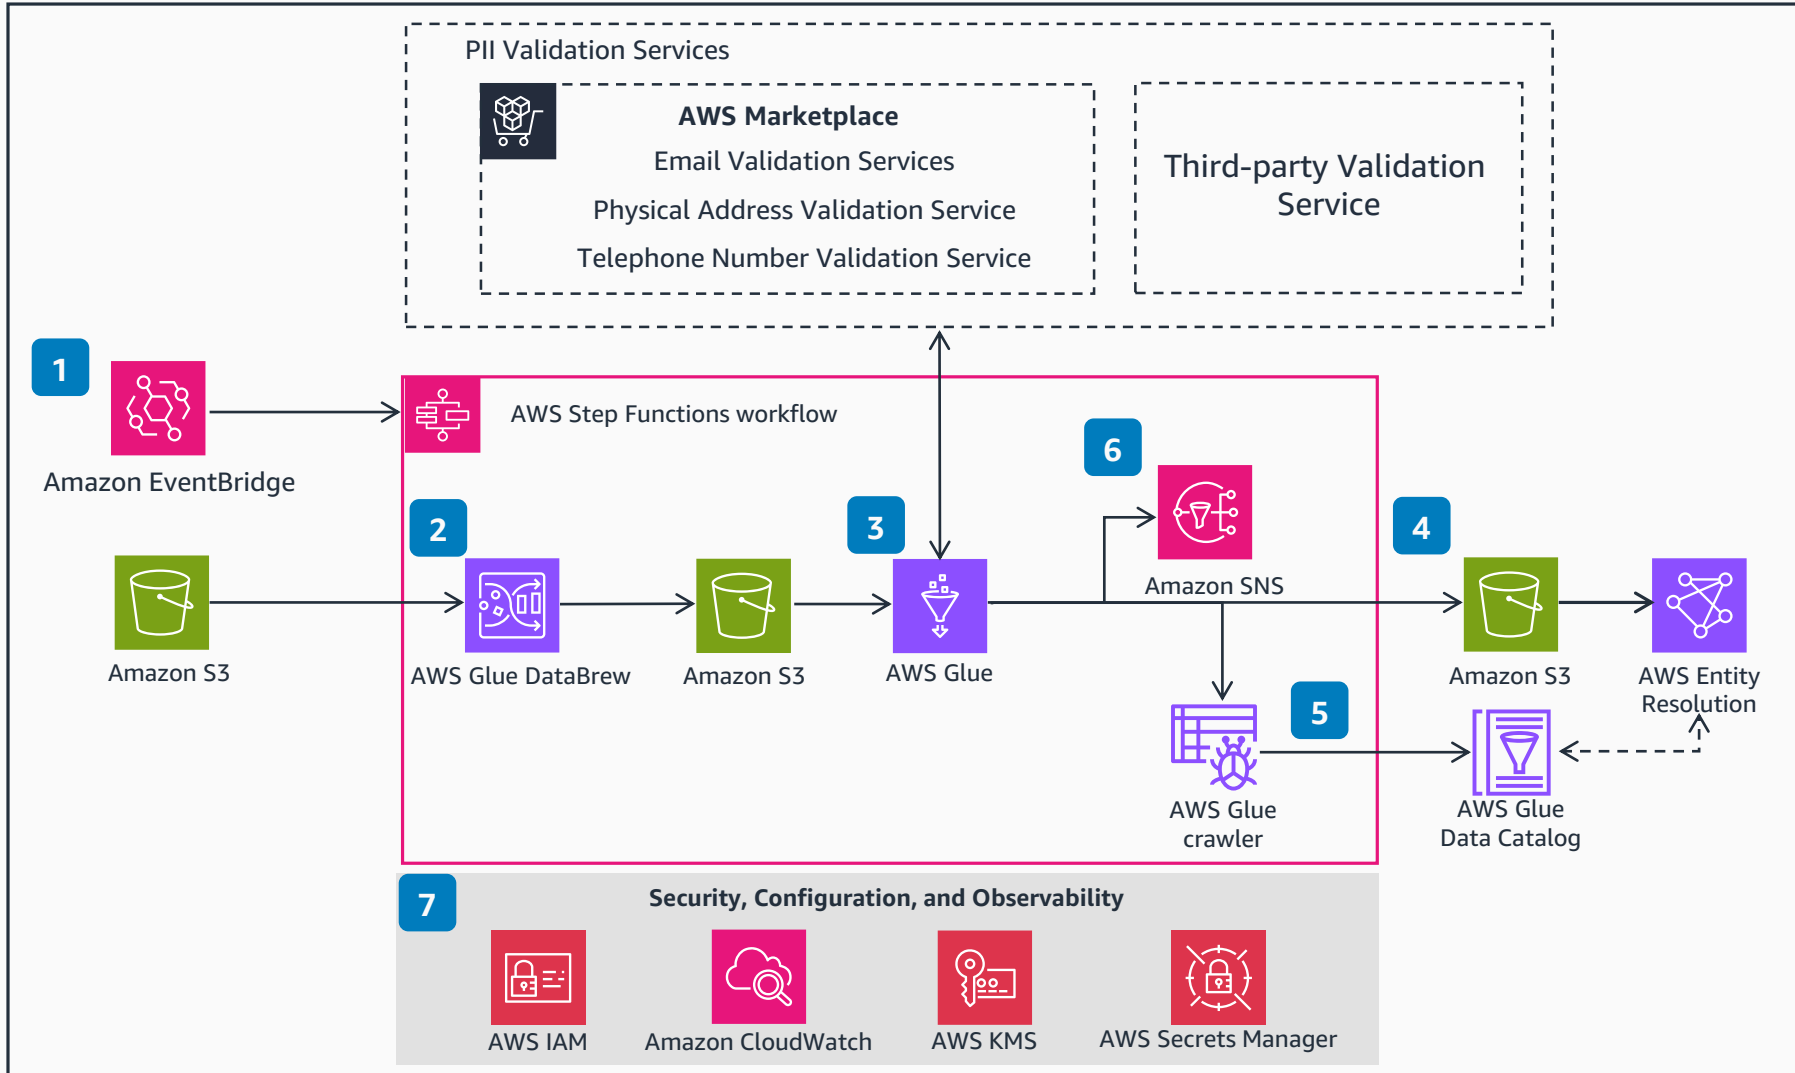 PII Validation Services
AWS Marketplace
Email Validation Services
Physical Address Validation Service
Telephone Number Validation Service
Third-party Validation
Service
1
Amazon EventBridge
AWS Step Functions workflow
6
Amazon SNS
2
3
4
Amazon S3
AWS Glue DataBrew
Amazon S3
AWS Glue
Amazon S3
AWS Entity
Resolution
5
AWS Glue
crawler
AWS Glue
Data Catalog
7
Security, Configuration, and Observability
AWS IAM
Amazon CloudWatch
AWS KMS
AWS Secrets Manager